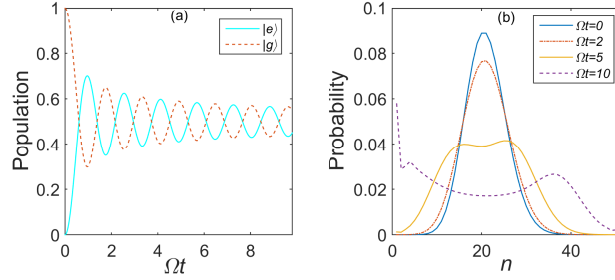 (a)
|e⟩
|g⟩
Population
1
0.8
0.6
0.4
0.2
0
0 2 4 6 8
Ωt
(b)
Ωt=0
Ωt=2
Ωt=5
Ωt=10
Probability
0.1
0.08
0.06
0.04
0.02
0
0 20 40
n